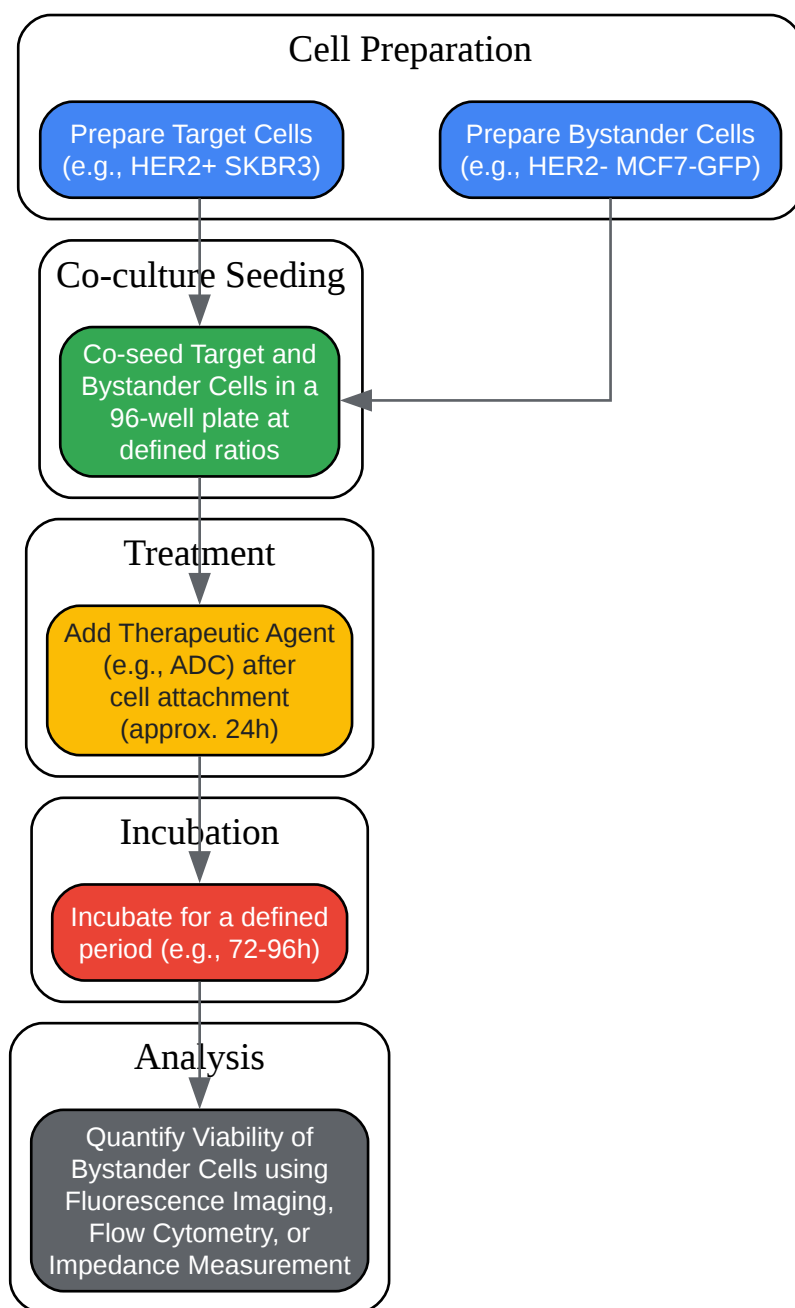 Cell Preparation
Prepare Target Cells
(e.g., HER2+ SKBR3)
Prepare Bystander Cells
(e.g., HER2- MCF7-GFP)
Co-culture Seeding
Co-seed Target and
Bystander Cells in a
96-well plate at
defined ratios
Treatment
Add Therapeutic Agent
(e.g., ADC) after
cell attachment
(approx. 24h)
Incubation
Incubate for a defined
period (e.g., 72-96h)
Analysis
Quantify Viability of
Bystander Cells using
Fluorescence Imaging,
Flow Cytometry, or
Impedance Measurement